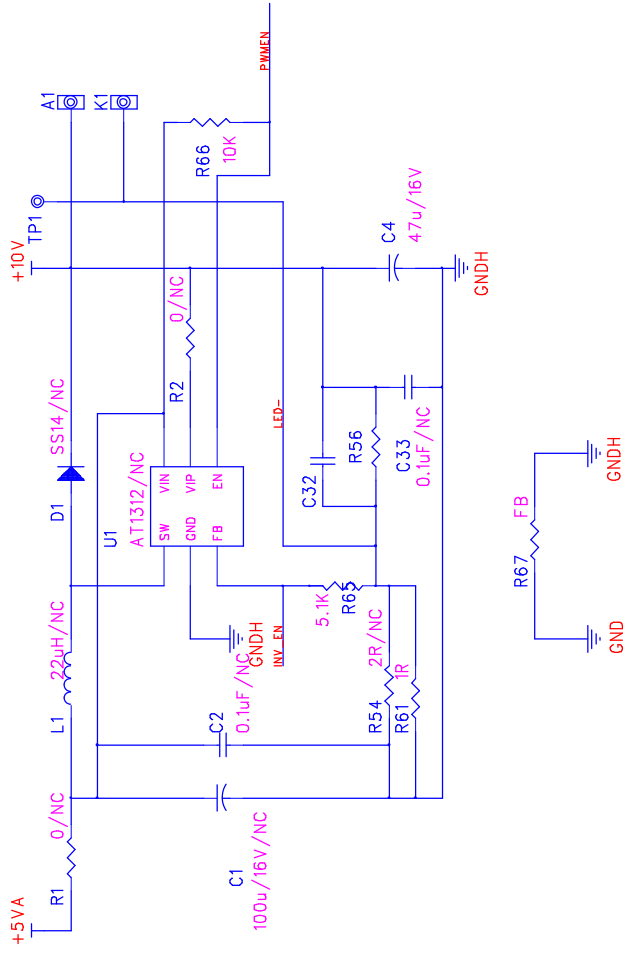 +5VA
R1
0/NC
L1
22uH/NC
D1
SS14/NC
+10V
TP1
A1
K1
PWMEN
R66
10K
U1
AT1312/NC
SW
VIN
GND
VIP
FB
EN
R2
0/NC
LED-
GNDH
INV_EN
C1
100u/16V/NC
C2
0.1uF/NC
5.1K
R65
R54
2R/NC
R61
1R
C32
R56
C33
0.1uF/NC
C4
47u/16V
GNDH
R67
FB
GND
GNDH